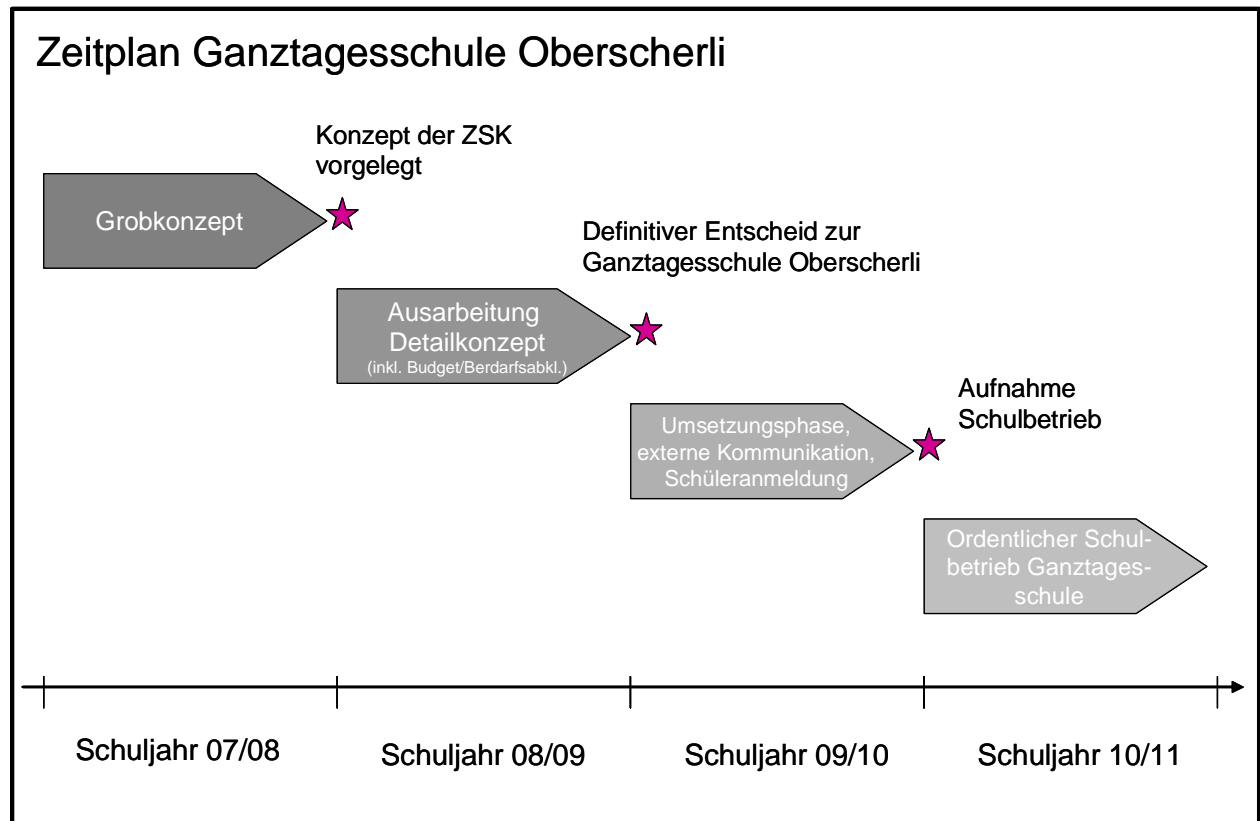 Zeitplan Ganztagesschule Oberscherli
Konzept der ZSK
vorgelegt
Grobkonzept
Definitiver Entscheid zur
Ganztagesschule Oberscherli
Ausarbeitung
Detailkonzept
(inkl. Budget/Berdarfsabkl.)
Aufnahme
Schulbetrieb
Umsetzungsphase,
externe Kommunikation,
Schüleranmeldung
Ordentlicher Schul-
betrieb Ganztages-
schule
Schuljahr 07/08
Schuljahr 08/09
Schuljahr 09/10
Schuljahr 10/11